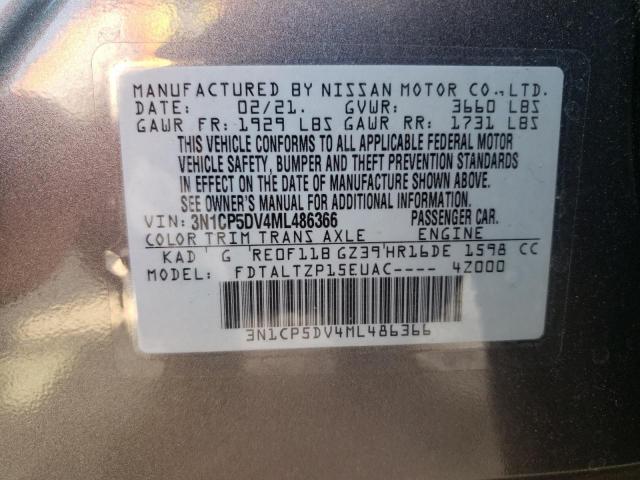 MANUFACTURED BY NISSAN MOTOR CO.,LTD.
DATE: 02/21. GVWR: 3660 LBS
GAWR FR: 1929 LBS GAWR RR: 1731 LBS
THIS VEHICLE CONFORMS TO ALL APPLICABLE FEDERAL MOTOR
VEHICLE SAFETY, BUMPER AND THEFT PREVENTION STANDARDS
IN EFFECT ON THE DATE OF MANUFACTURE SHOWN ABOVE.
SEE OWNER'S MANUAL FOR ADDITIONAL INFORMATION
VIN: 3N1CP5DV4ML486366 PASSENGER CAR.
COLOR TRIM TRANS AXLE ENGINE
KAD G RE0F11B GZ39 HR16DE 1598 CC
MODEL: FDTALTZP15EUAC---- 4Z000
3N1CP5DV4ML486366